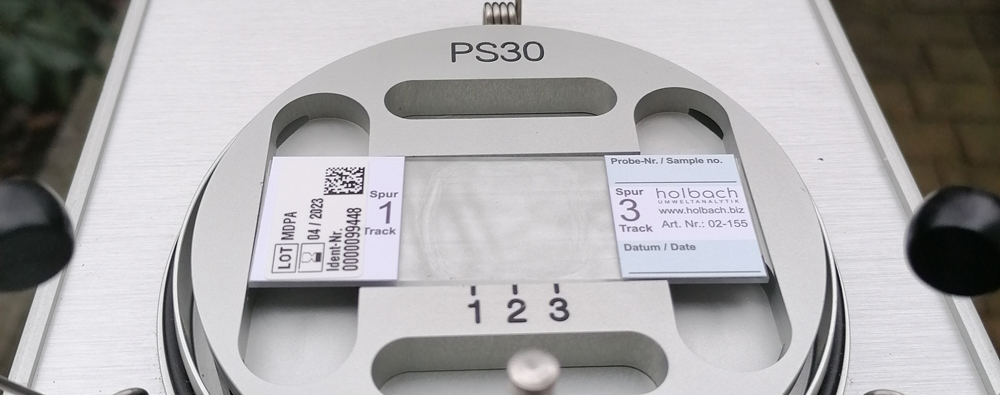 PS30
LOT MDPA
04 / 2023
Ident-Nr.
0000099448
Spur
1
Track
Probe-Nr. / Sample no.
Spur
3
Track
holbach
UMWELTANALYTIK
www.holbach.biz
Art. Nr.: 02-155
Datum / Date
1 2 3